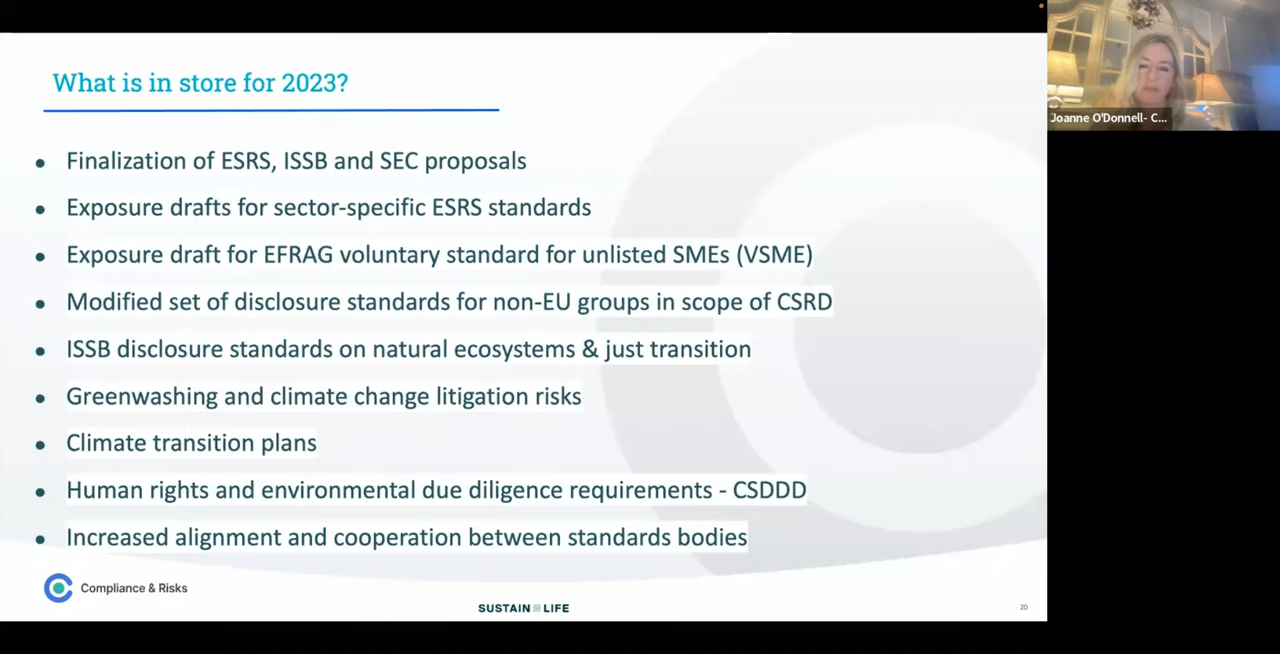 What is in store for 2023?
Joanne O'Donnell- C...
• Finalization of ESRS, ISSB and SEC proposals
• Exposure drafts for sector-specific ESRS standards
• Exposure draft for EFRAG voluntary standard for unlisted SMEs (VSME)
• Modified set of disclosure standards for non-EU groups in scope of CSRD
• ISSB disclosure standards on natural ecosystems & just transition
• Greenwashing and climate change litigation risks
• Climate transition plans
• Human rights and environmental due diligence requirements - CSDDD
• Increased alignment and cooperation between standards bodies
Compliance & Risks
SUSTAIN LIFE
20